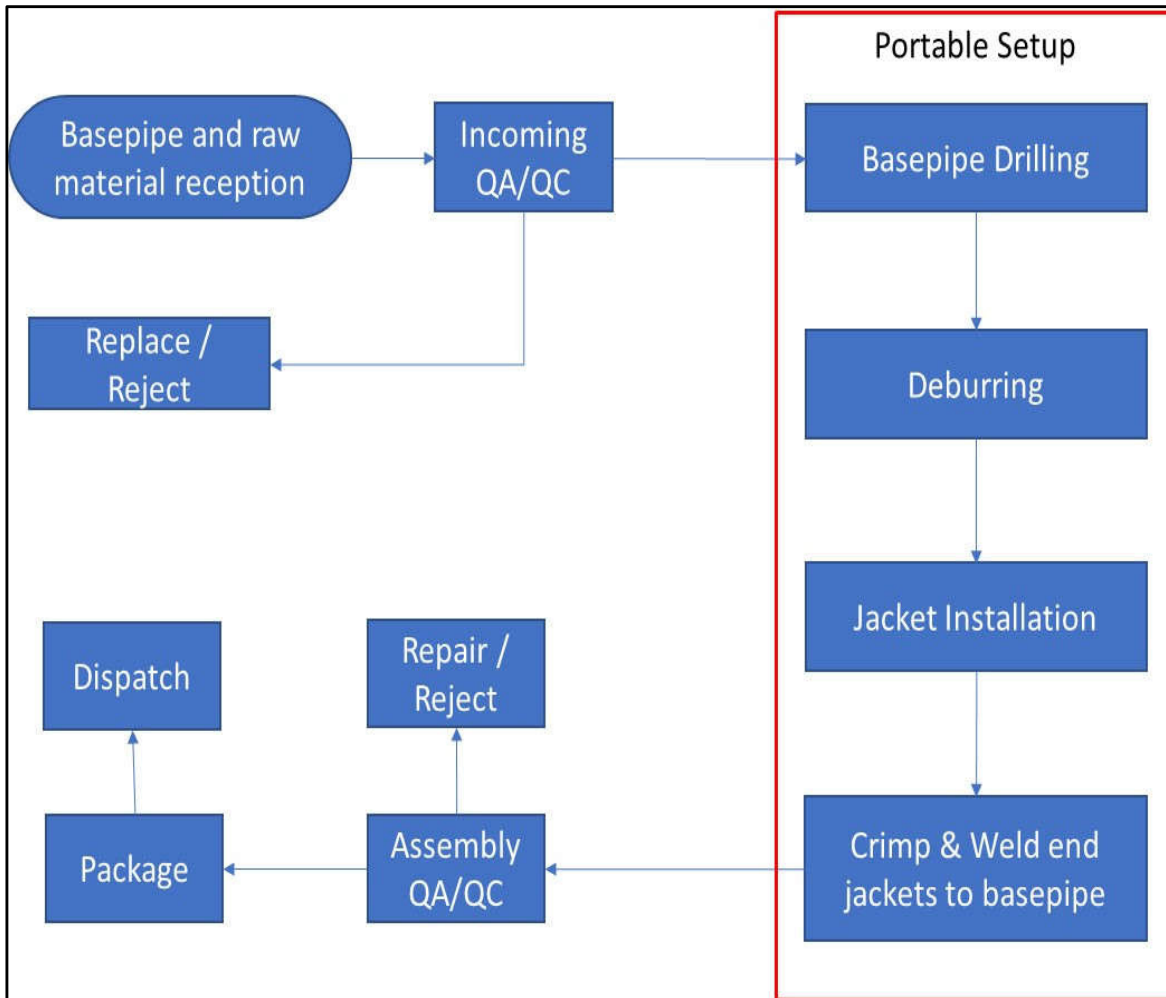 Portable Setup
Basepipe and raw
material reception
Incoming
QA/QC
Basepipe Drilling
Replace /
Reject
Deburring
Jacket Installation
Dispatch
Repair /
Reject
Package
Assembly
QA/QC
Crimp & Weld end
jackets to basepipe